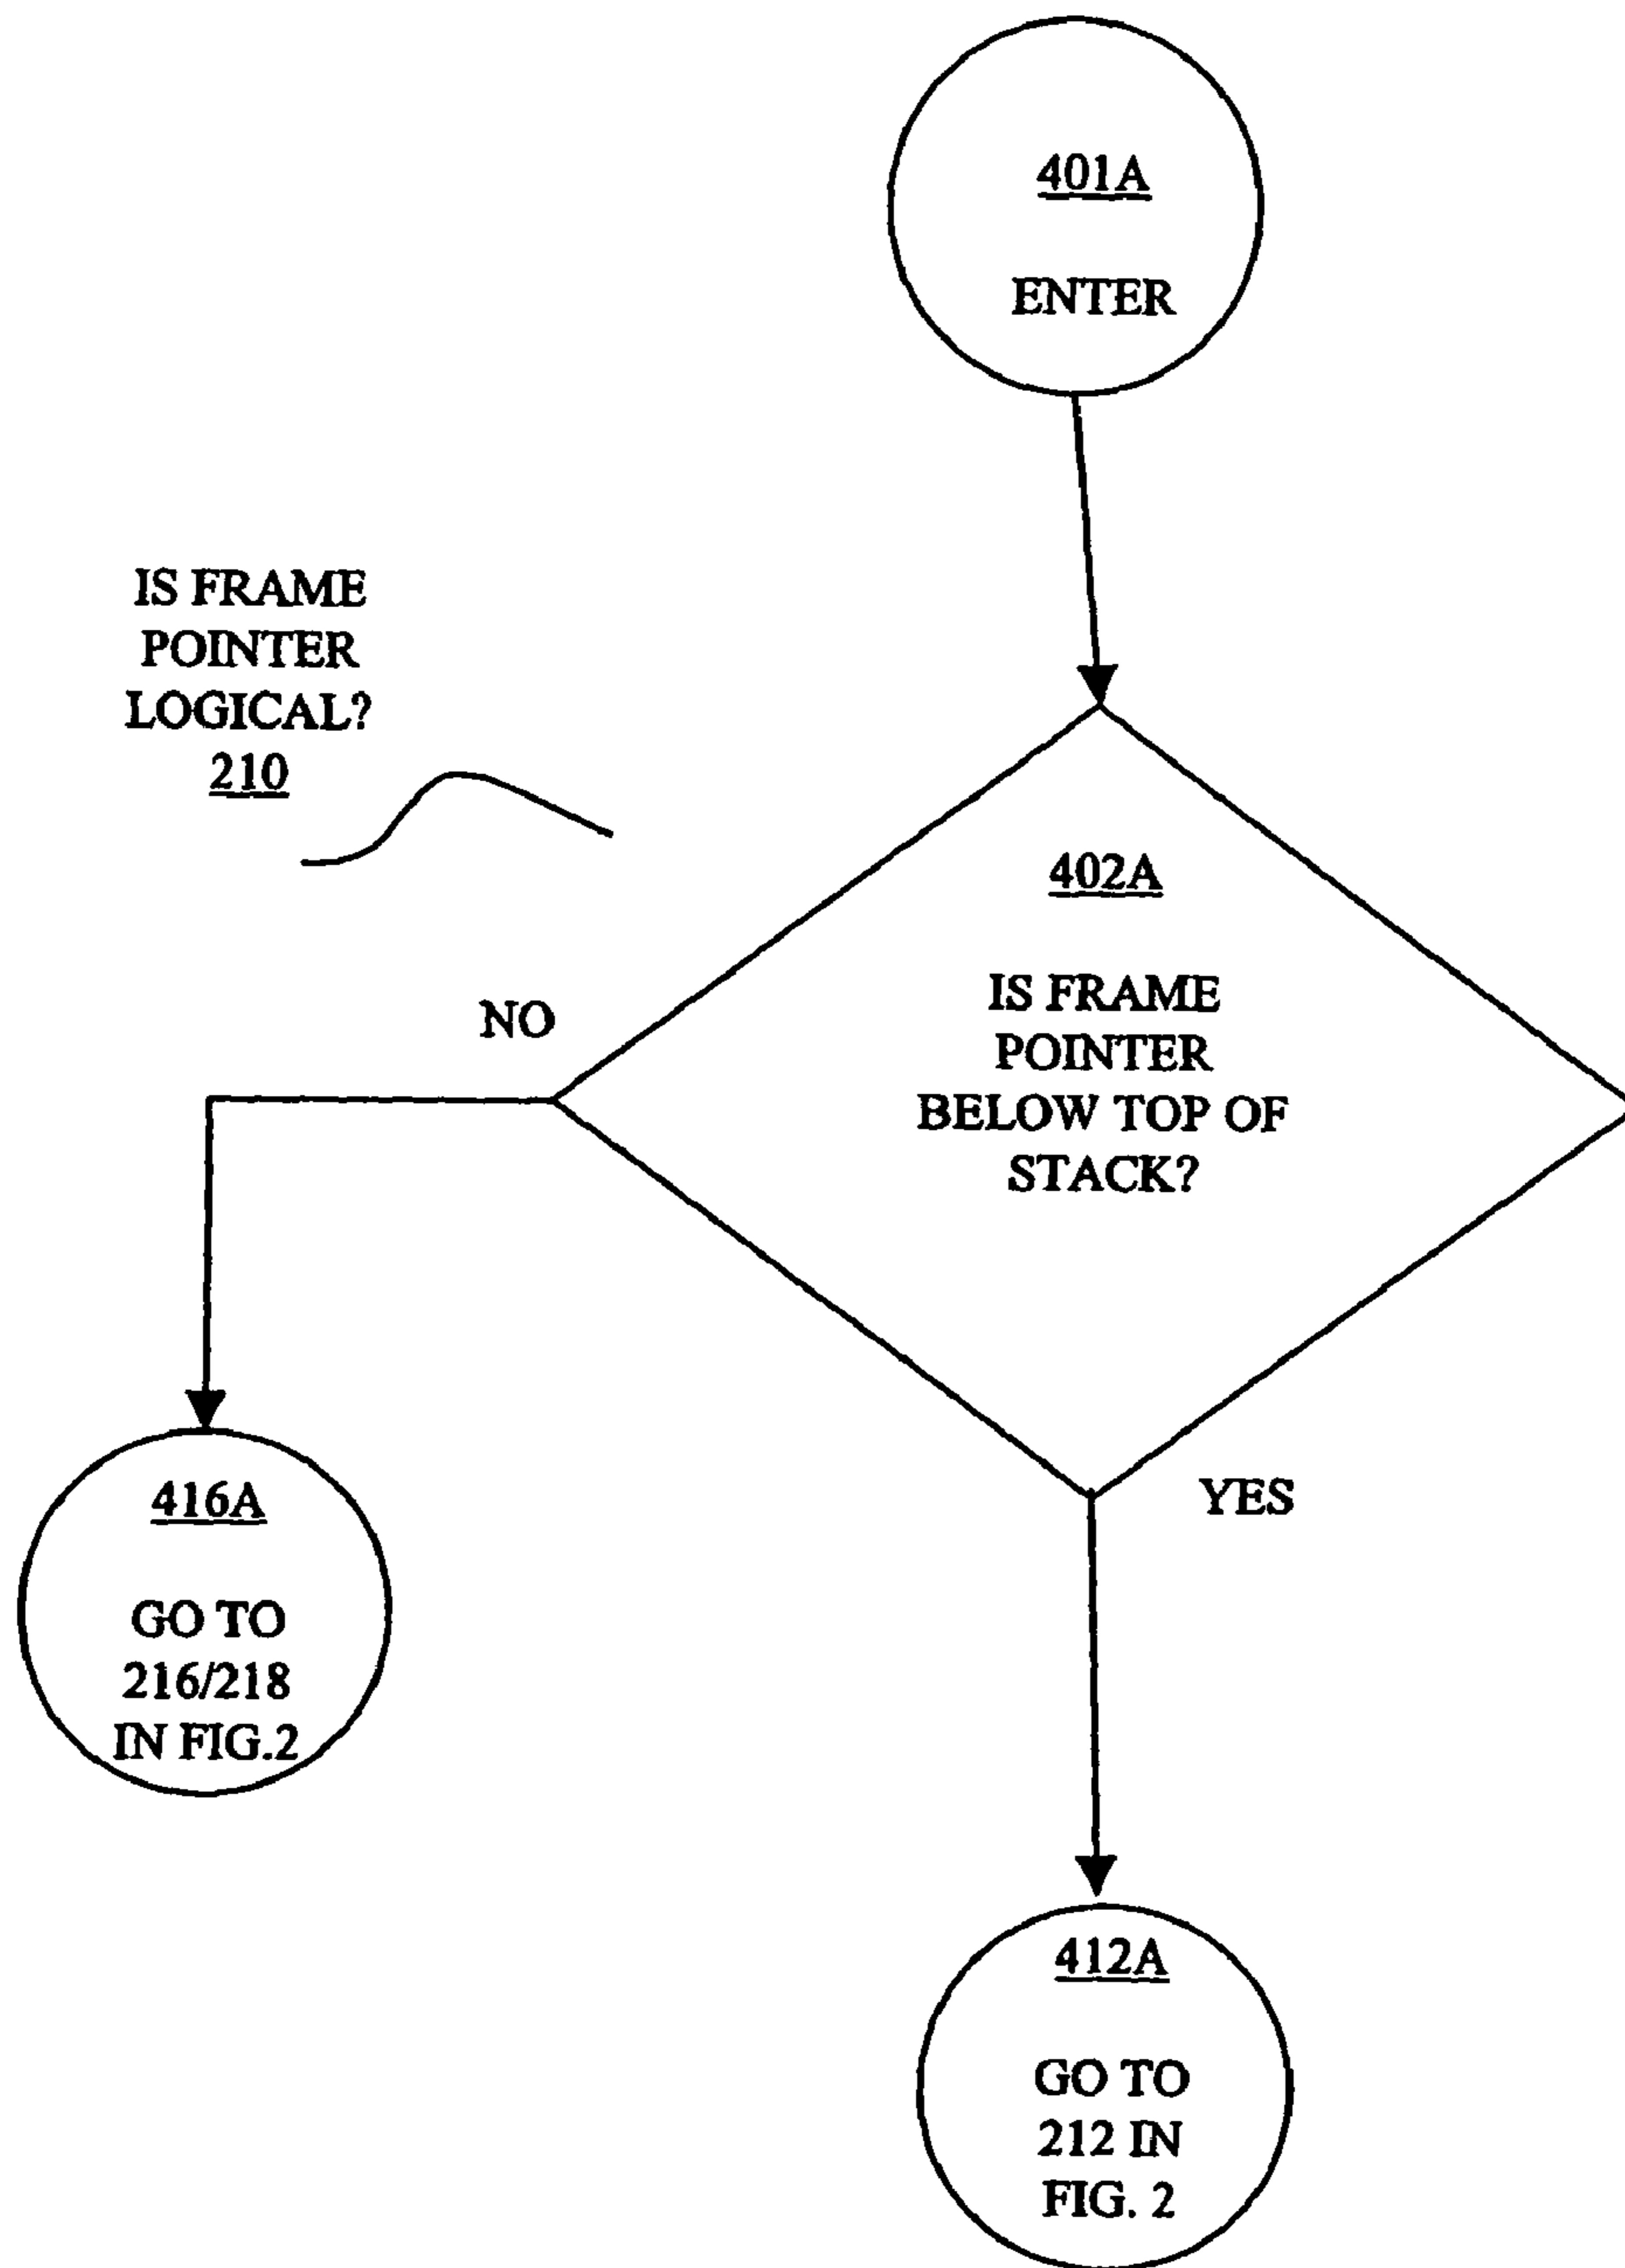 401A
ENTER
IS FRAME
POINTER
LOGICAL?
210
402A
IS FRAME
POINTER
BELOW TOP OF
STACK?
NO
YES
416A
GO TO
216/218
IN FIG.2
412A
GO TO
212 IN
FIG. 2